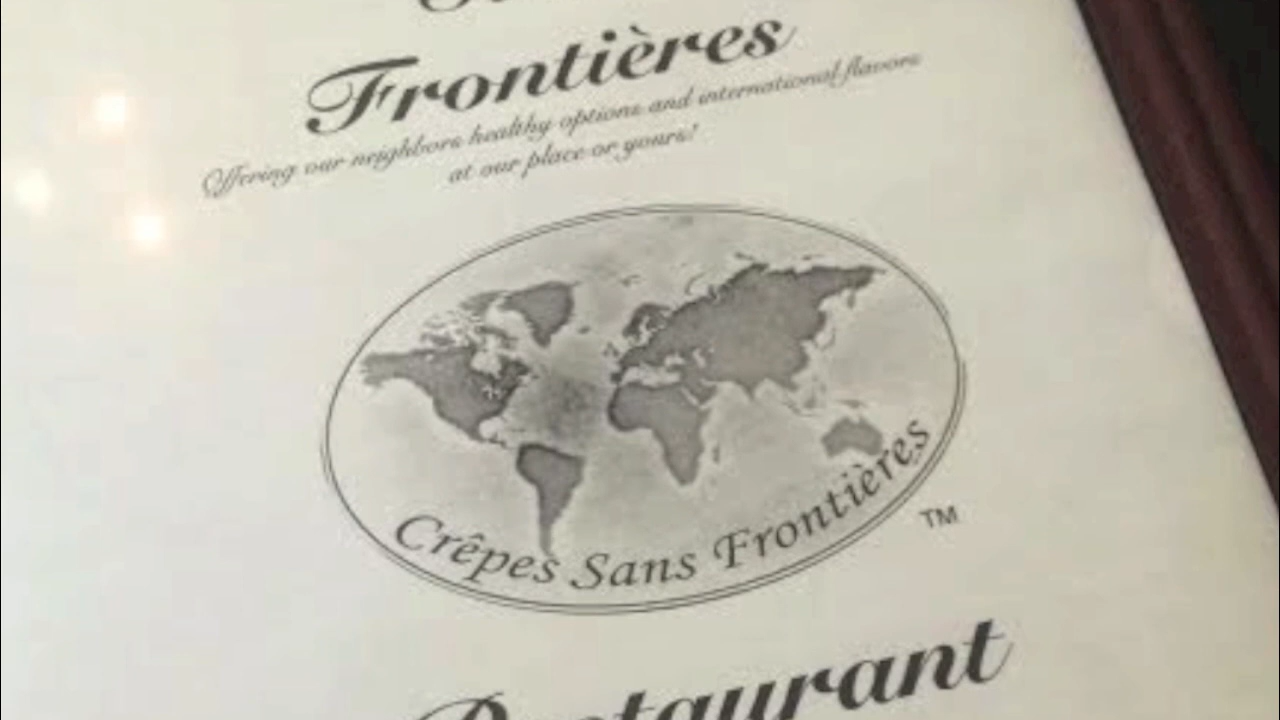 Frontières
Offering our neighbors healthy options and international flavors
at our place or yours!
Crêpes Sans Frontières
TM
Restaurant